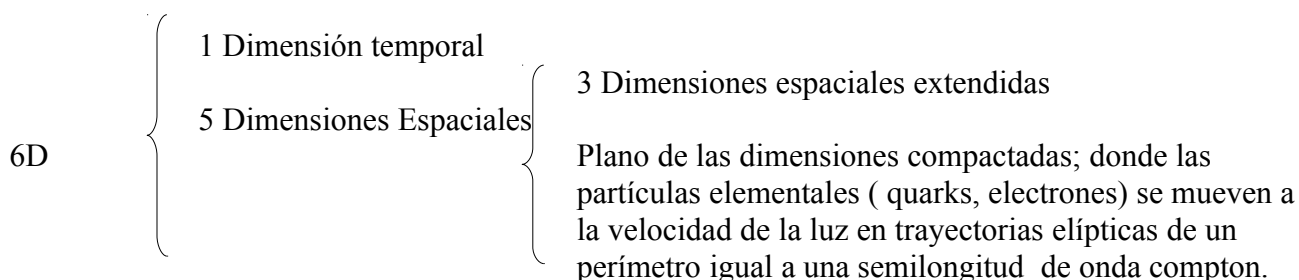 1 Dimensión temporal
3 Dimensiones espaciales extendidas
5 Dimensiones Espaciales
6D
Plano de las dimensiones compactadas; donde las
partículas elementales ( quarks, electrones) se mueven a
la velocidad de la luz en trayectorias elípticas de un
perímetro igual a una semilongitud de onda compton.